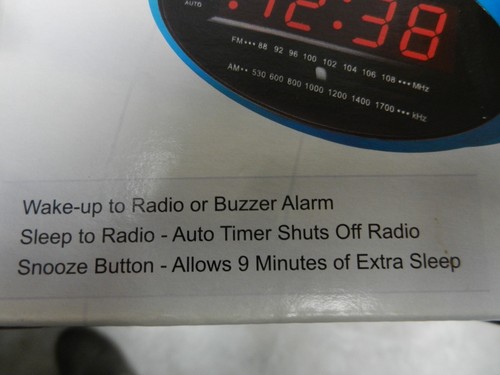 AUTO
12:38
FM••• 88 92 96 100 102 104 106 108 ••• MHz
AM•• 530 600 800 1000 1200 1400 1700 ••• kHz
Wake-up to Radio or Buzzer Alarm
Sleep to Radio - Auto Timer Shuts Off Radio
Snooze Button - Allows 9 Minutes of Extra Sleep